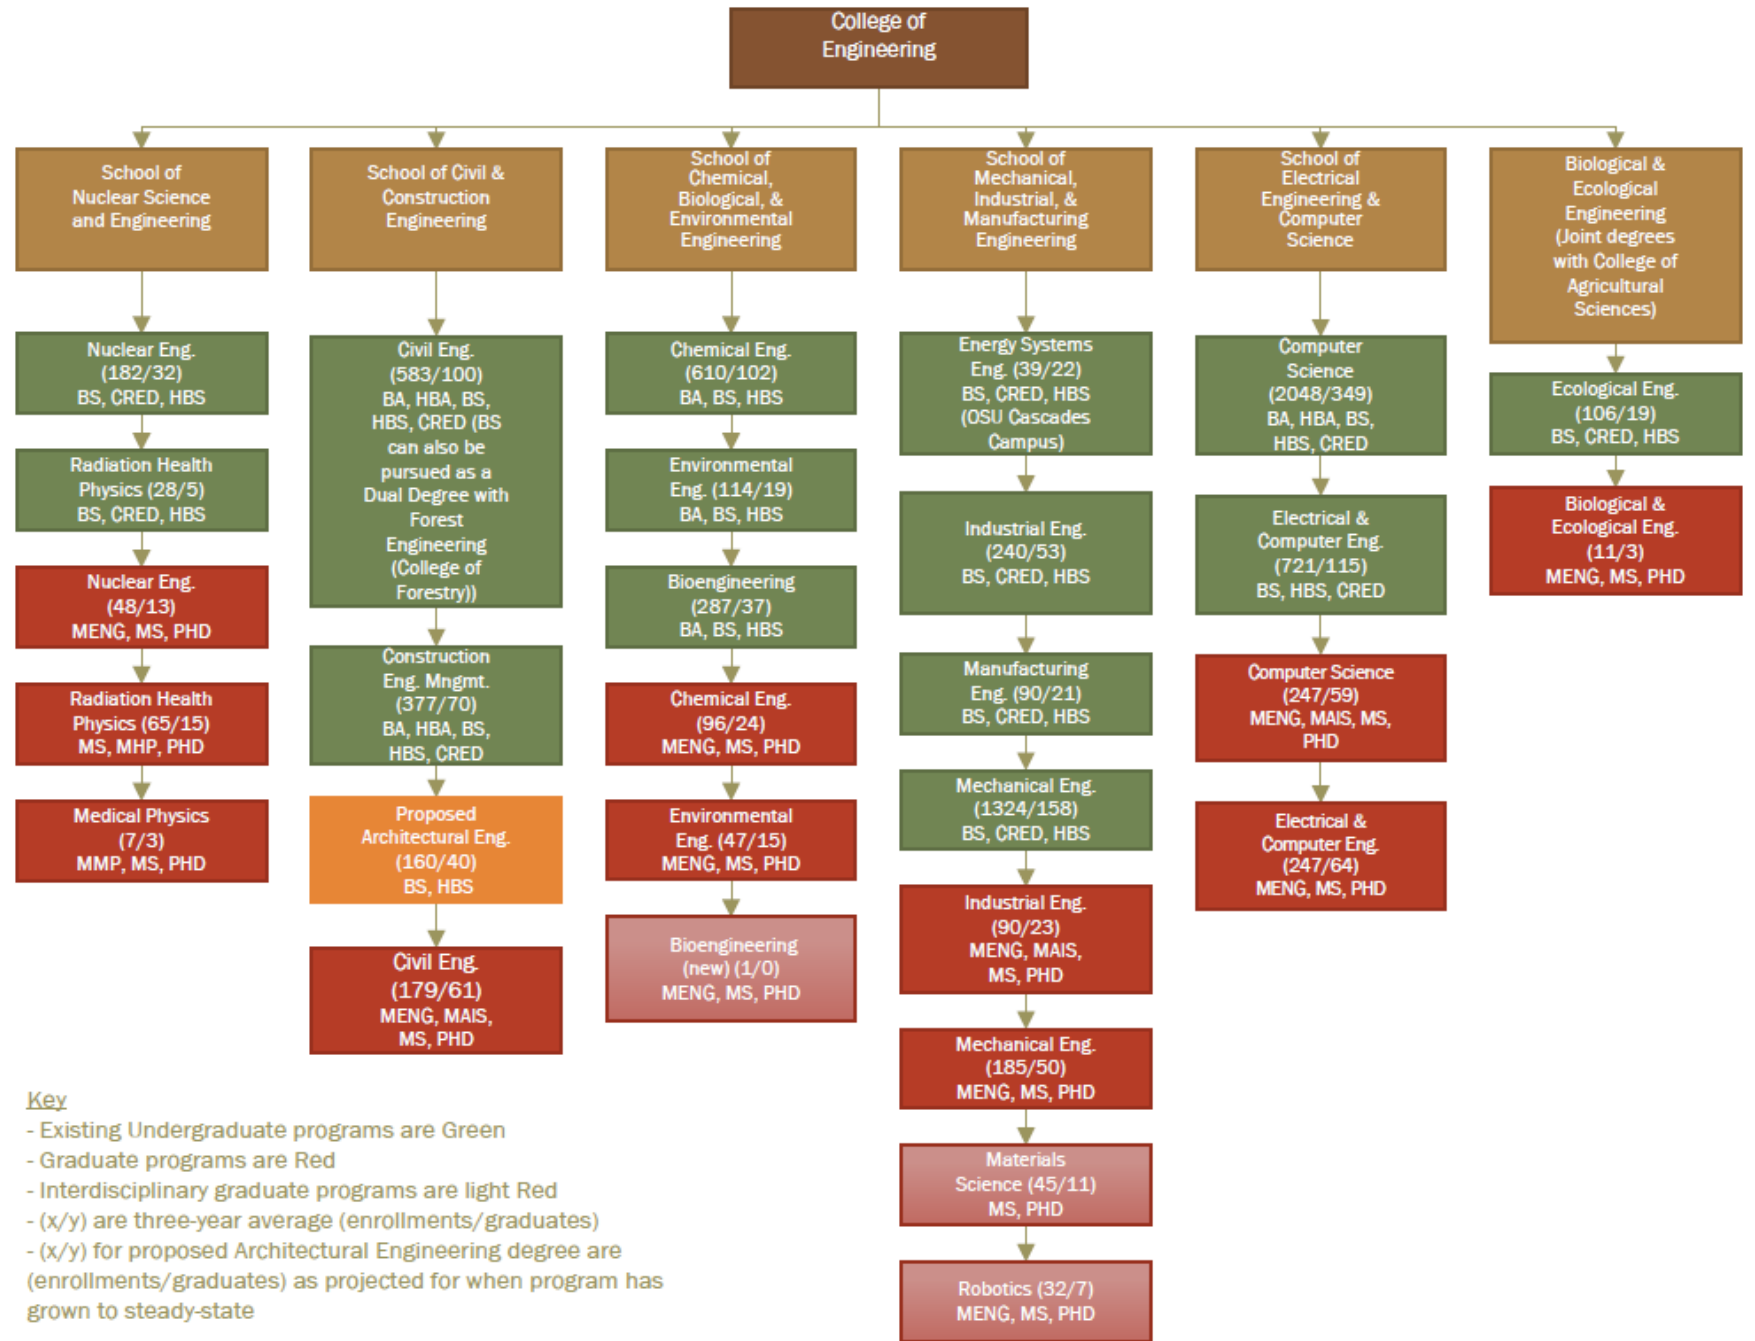 College of
Engineering
School of
Nuclear Science
and Engineering
Nuclear Eng.
(182/32)
BS, CRED, HBS
Radiation Health
Physics (28/5)
BS, CRED, HBS
Nuclear Eng.
(48/13)
MENG, MS, PHD
Radiation Health
Physics (65/15)
MS, MHP, PHD
Medical Physics
(7/3)
MMP, MS, PHD
School of Civil &
Construction
Engineering
Civil Eng.
(583/100)
BA, HBA, BS,
HBS, CRED (BS
can also be
pursued as a
Dual Degree with
Forest
Engineering
(College of
Forestry))
Construction
Eng. Mngmt.
(377/70)
BA, HBA, BS,
HBS, CRED
Proposed
Architectural Eng.
(160/40)
BS, HBS
Civil Eng.
(179/61)
MENG, MAIS,
MS, PHD
School of
Chemical,
Biological, &
Environmental
Engineering
Chemical Eng.
(610/102)
BA, BS, HBS
Environmental
Eng. (114/19)
BA, BS, HBS
Bioengineering
(287/37)
BA, BS, HBS
Chemical Eng.
(96/24)
MENG, MS, PHD
Environmental
Eng. (47/15)
MENG, MS, PHD
Bioengineering
(new) (1/0)
MENG, MS, PHD
School of
Mechanical,
Industrial, &
Manufacturing
Engineering
Energy Systems
Eng. (39/22)
BS, CRED, HBS
(OSU Cascades
Campus)
Industrial Eng.
(240/53)
BS, CRED, HBS
Manufacturing
Eng. (90/21)
BS, CRED, HBS
Mechanical Eng.
(1324/158)
BS, CRED, HBS
Industrial Eng.
(90/23)
MENG, MAIS,
MS, PHD
Mechanical Eng.
(185/50)
MENG, MS, PHD
Materials
Science (45/11)
MS, PHD
Robotics (32/7)
MENG, MS, PHD
School of
Electrical
Engineering &
Computer
Science
Computer
Science
(2048/349)
BA, HBA, BS,
HBS, CRED
Electrical &
Computer Eng.
(721/115)
BS, HBS, CRED
Computer Science
(247/59)
MENG, MAIS, MS,
PHD
Electrical &
Computer Eng.
(247/64)
MENG, MS, PHD
Biological &
Ecological
Engineering
(Joint degrees
with College of
Agricultural
Sciences)
Ecological Eng.
(106/19)
BS, CRED, HBS
Biological &
Ecological Eng.
(11/3)
MENG, MS, PHD
Key
- Existing Undergraduate programs are Green
- Graduate programs are Red
- Interdisciplinary graduate programs are light Red
- (x/y) are three-year average (enrollments/graduates)
- (x/y) for proposed Architectural Engineering degree are
(enrollments/graduates) as projected for when program has
grown to steady-state